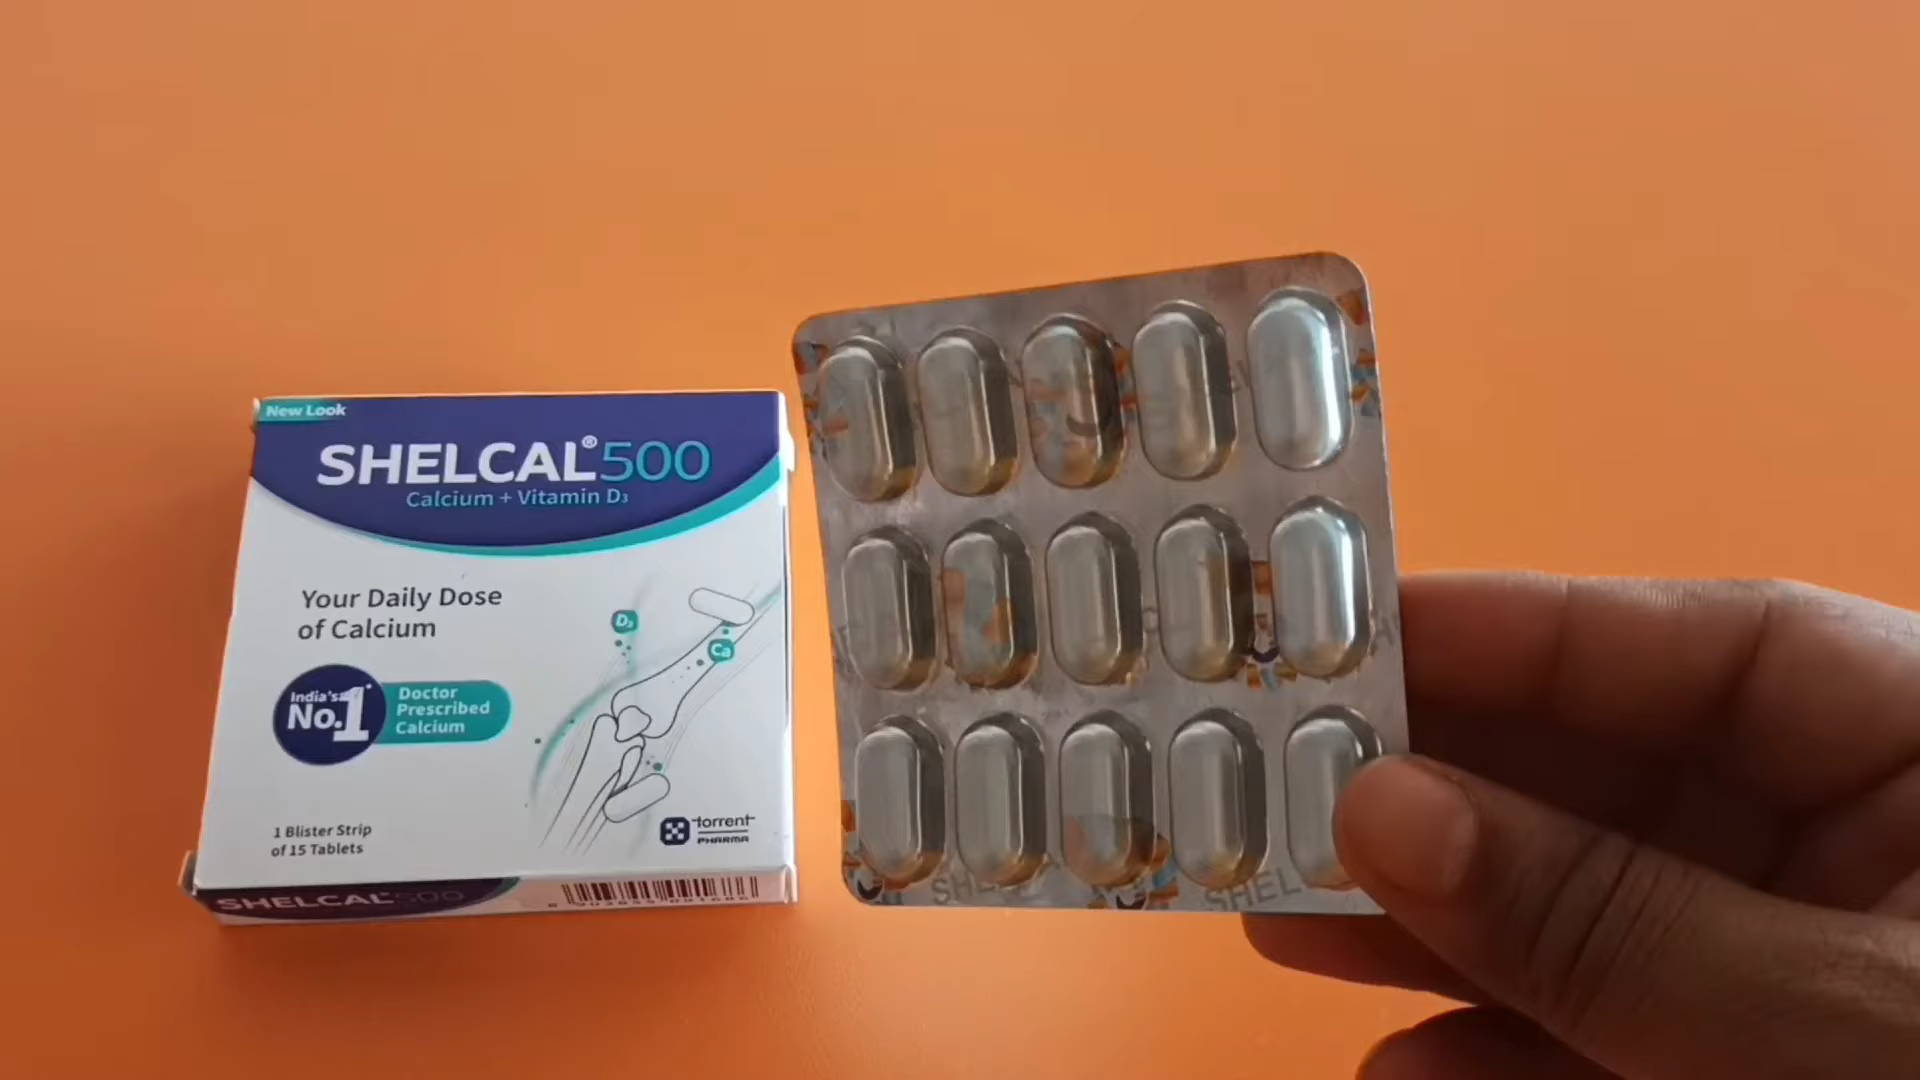 New Look
SHELCAL® 500
Calcium + Vitamin D₃
Your Daily Dose
of Calcium
D₃
Ca
India's
No.1*
Doctor
Prescribed
Calcium
1 Blister Strip
of 15 Tablets
torrent
PHARMA
SHELCAL 500